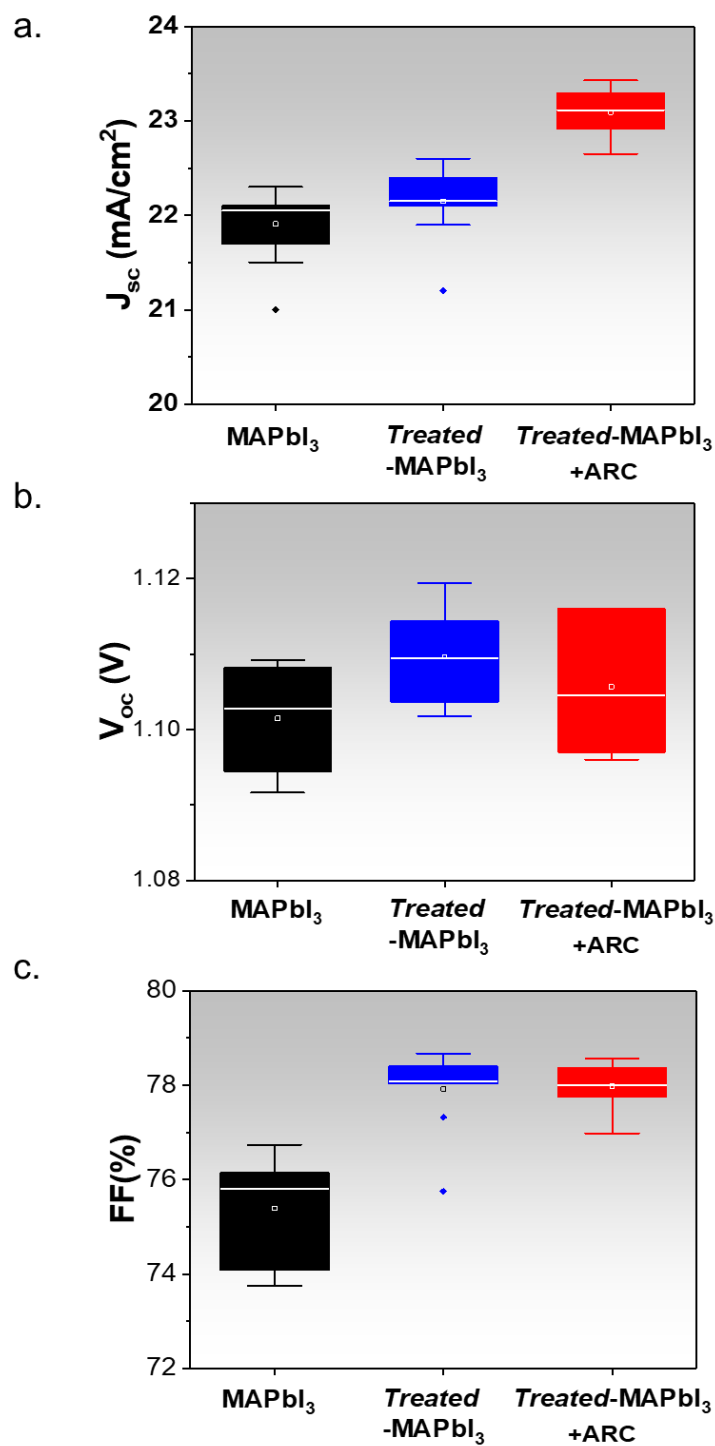 a.
24
23
22
21
20
J_sc (mA/cm²)
MAPbI₃
Treated
-MAPbI₃
Treated-MAPbI₃
+ARC
b.
1.12
1.10
1.08
V_oc (V)
MAPbI₃
Treated
-MAPbI₃
Treated-MAPbI₃
+ARC
c.
80
78
76
74
72
FF(%)
MAPbI₃
Treated
-MAPbI₃
Treated-MAPbI₃
+ARC